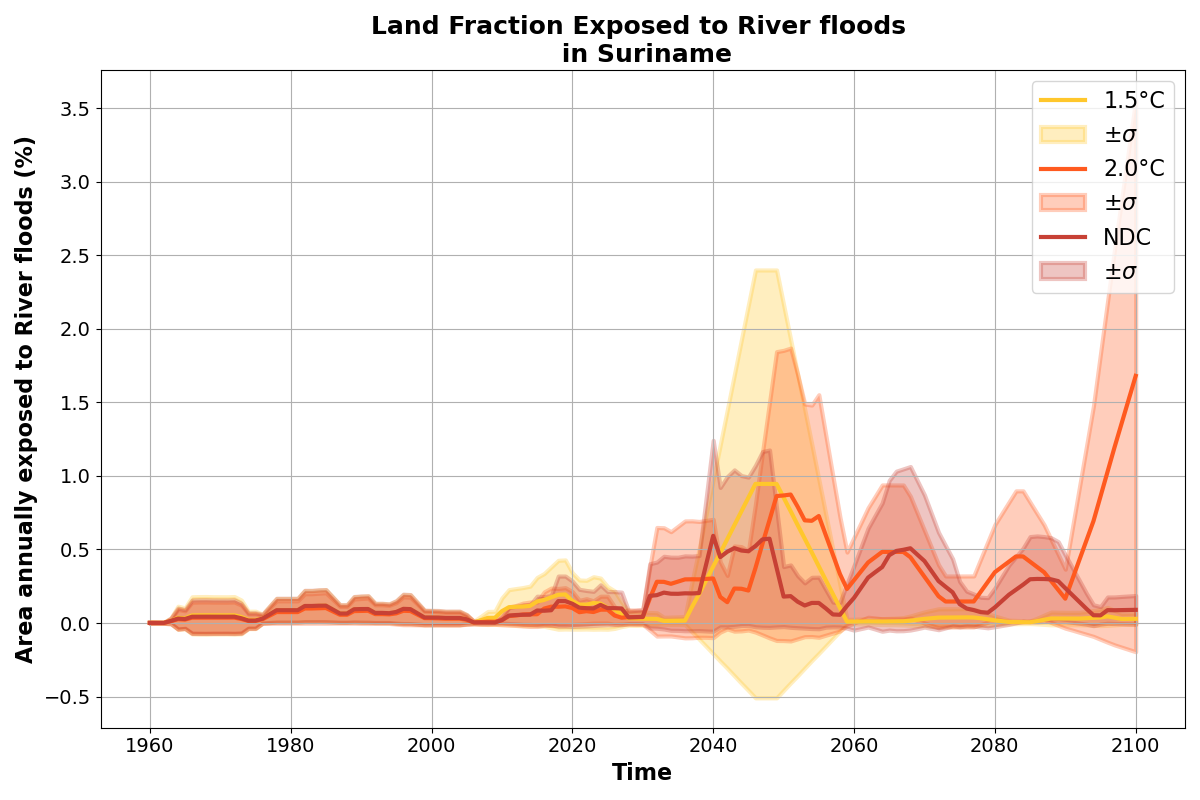 Land Fraction Exposed to River floods
in Suriname
Area annually exposed to River floods (%)
3.5
3.0
2.5
2.0
1.5
1.0
0.5
0.0
−0.5
1.5°C
±σ
2.0°C
±σ
NDC
±σ
1960
1980
2000
2020
2040
2060
2080
2100
Time